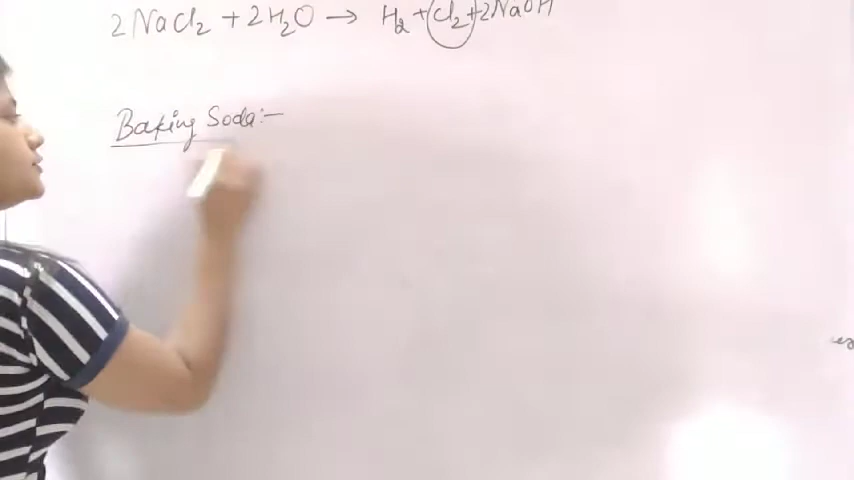 2NaCl₂ + 2H₂O → H₂ + Cl₂ + 2NaOH
Baking Soda:-